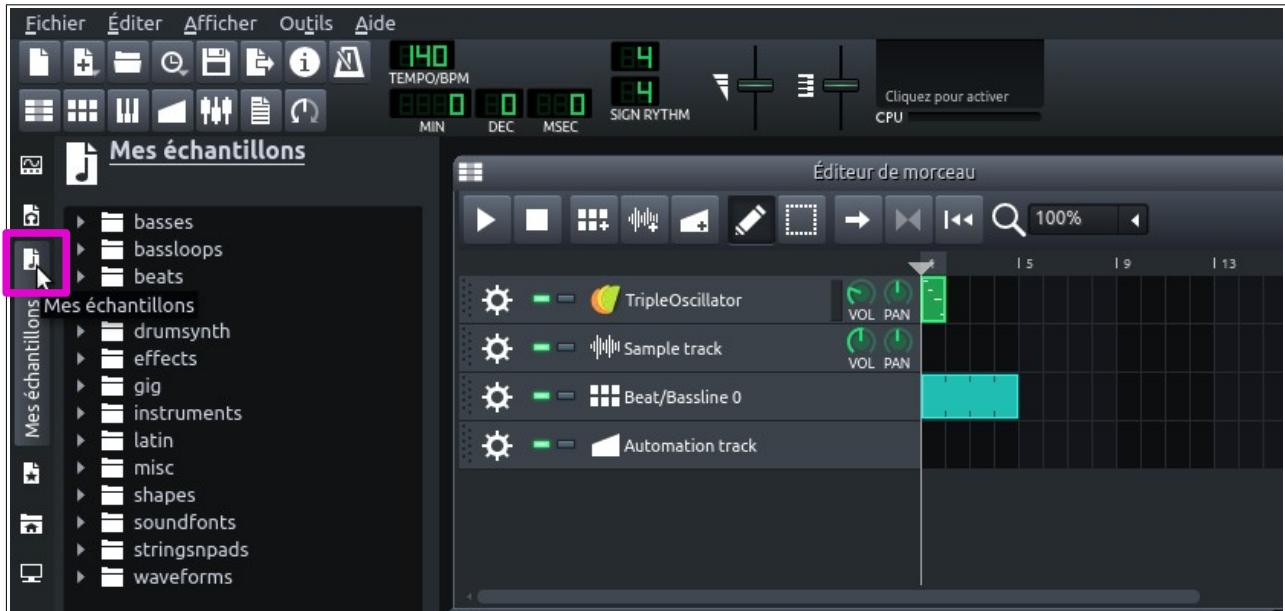 Fichier Éditer Afficher Outils Aide
140
TEMPO/BPM
4
4
SIGN RYTHM
0 0 0
MIN DEC MSEC
Cliquez pour activer
CPU
Mes échantillons
basses
bassloops
beats
Mes échantillons
drumsynth
effects
gig
instruments
latin
misc
shapes
soundfonts
stringsnpads
waveforms
Mes échantillons
Éditeur de morceau
100%
5 9 13
TripleOscillator VOL PAN
Sample track VOL PAN
Beat/Bassline 0
Automation track